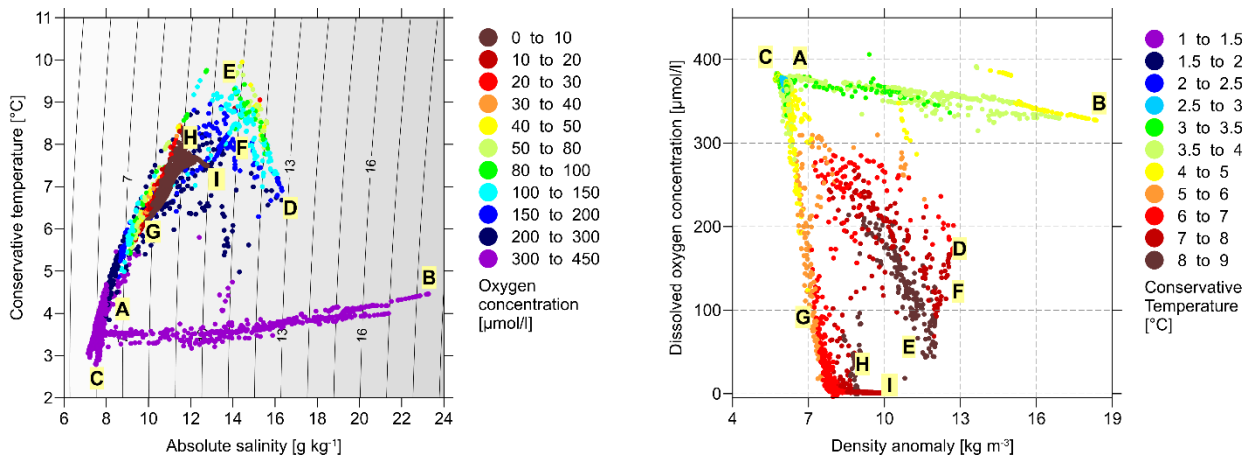 11
10
9
8
7
6
5
4
3
2
Conservative temperature [°C]
6
8
10
12
14
16
18
20
22
24
Absolute salinity [g kg⁻¹]
E
H
F
I
D
G
B
A
C
7
13
16
13
16
0 to 10
10 to 20
20 to 30
30 to 40
40 to 50
50 to 80
80 to 100
100 to 150
150 to 200
200 to 300
300 to 450
Oxygen
concentration
[µmol/l]
400
300
200
100
0
Dissolved oxygen concentration [µmol/l]
4
7
10
13
16
19
Density anomaly [kg m⁻³]
C
A
B
D
F
G
E
H
I
1 to 1.5
1.5 to 2
2 to 2.5
2.5 to 3
3 to 3.5
3.5 to 4
4 to 5
5 to 6
6 to 7
7 to 8
8 to 9
Conservative
Temperature
[°C]